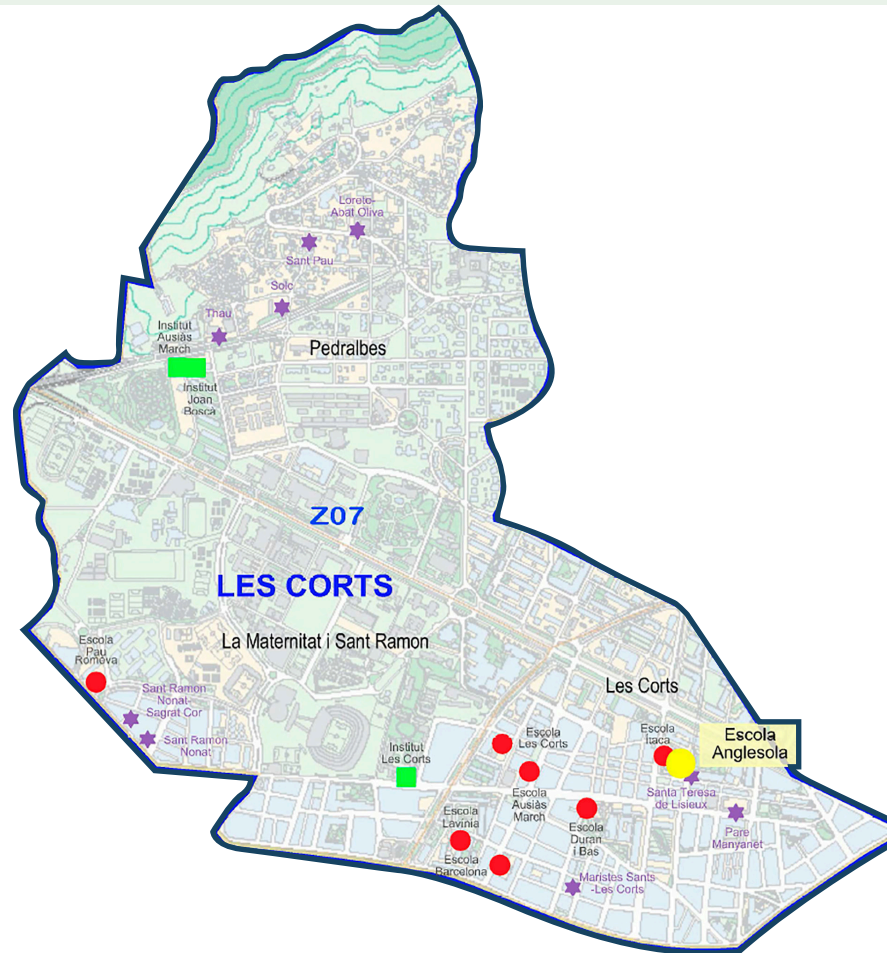 Loreto-
Abat Oliva
Sant Pau
Solc
Thau
Institut
Ausiàs
March
Pedralbes
Institut
Joan
Boscà
Z07
LES CORTS
La Maternitat i Sant Ramon
Escola
Pau
Romeva
Sant Ramon
Nonat-
Sagrat Cor
Sant Ramon
Nonat
Les Corts
Institut
Les Corts
Escola
Les Corts
Escola
Ítaca
Escola
Anglesola
Escola
Ausiàs
March
Santa Teresa
de Lisieux
Escola
Lavínia
Escola
Duran
i Bas
Pare
Manyanet
Escola
Barcelona
Maristes Sants
-Les Corts